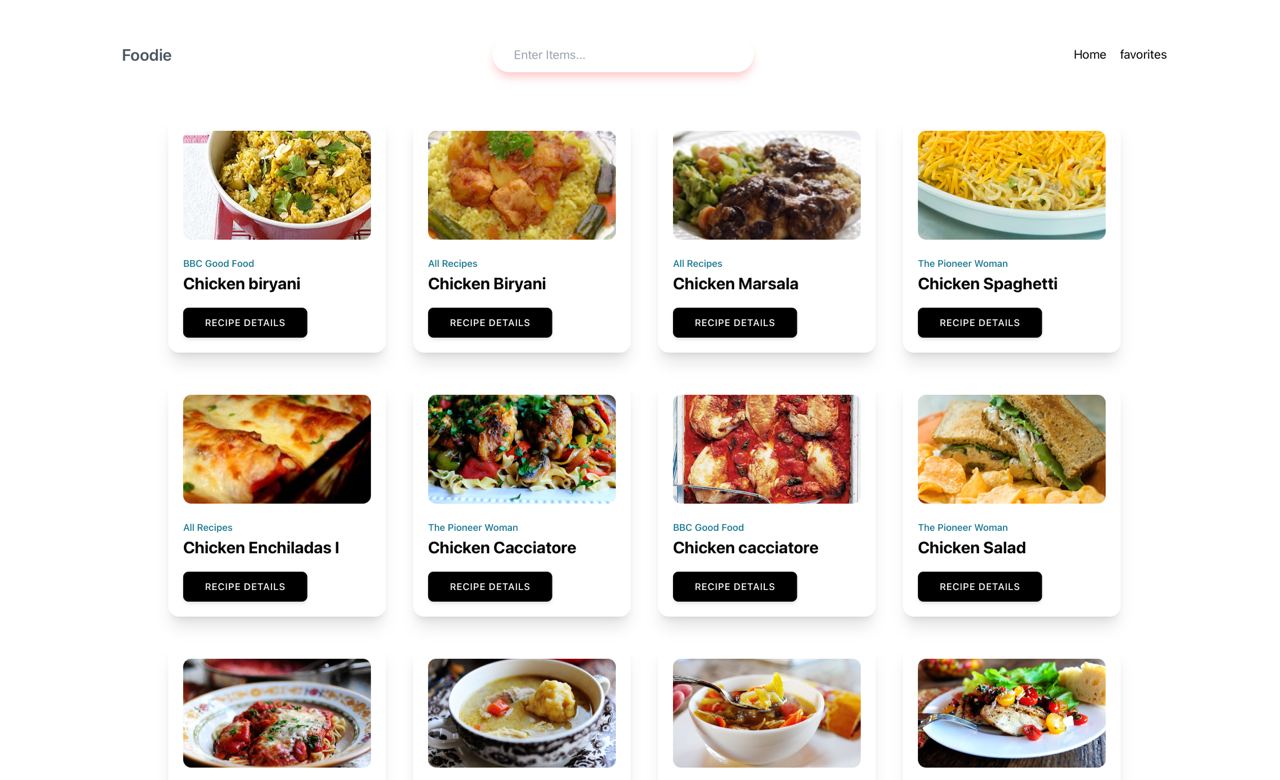 Foodie
Enter Items...
Home favorites
BBC Good Food
Chicken biryani
RECIPE DETAILS
All Recipes
Chicken Biryani
RECIPE DETAILS
All Recipes
Chicken Marsala
RECIPE DETAILS
The Pioneer Woman
Chicken Spaghetti
RECIPE DETAILS
All Recipes
Chicken Enchiladas I
RECIPE DETAILS
The Pioneer Woman
Chicken Cacciatore
RECIPE DETAILS
BBC Good Food
Chicken cacciatore
RECIPE DETAILS
The Pioneer Woman
Chicken Salad
RECIPE DETAILS